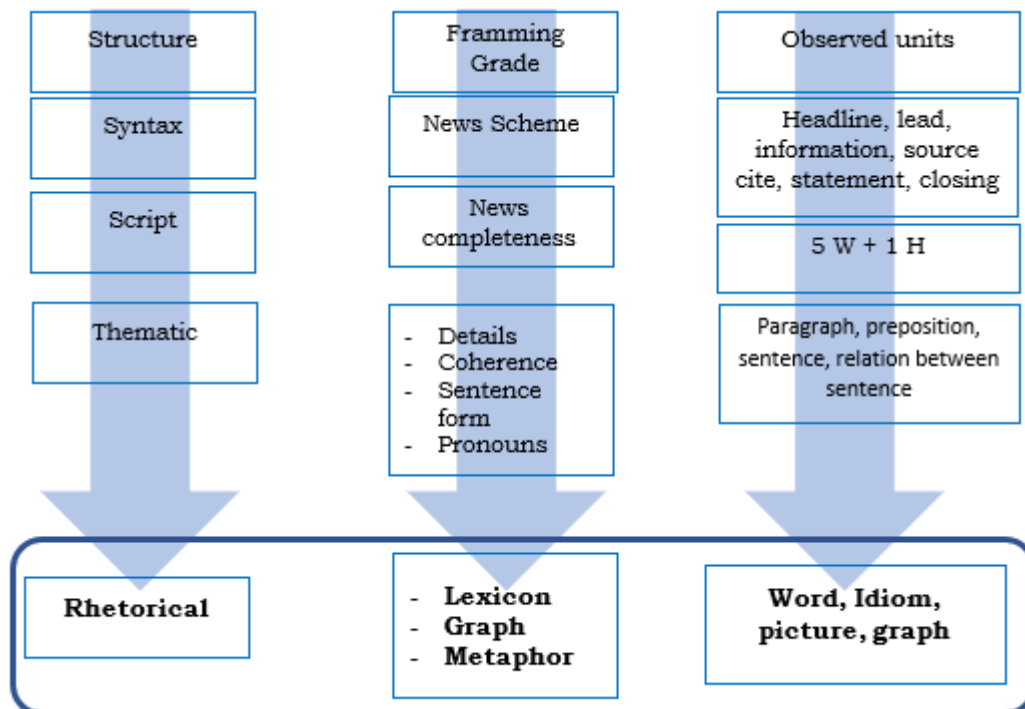 Structure
Framming
Grade
Observed units
Syntax
News Scheme
Headline, lead,
information, source
cite, statement, closing
Script
News
completeness
5 W + 1 H
Thematic
- Details
- Coherence
- Sentence
form
- Pronouns
Paragraph, preposition,
sentence, relation between
sentence
Rhetorical
- Lexicon
- Graph
- Metaphor
Word, Idiom,
picture, graph